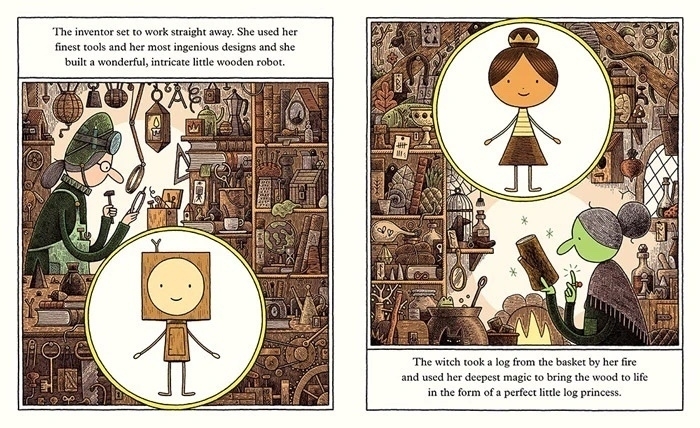 The inventor set to work straight away. She used her
finest tools and her most ingenious designs and she
built a wonderful, intricate little wooden robot.
The witch took a log from the basket by her fire
and used her deepest magic to bring the wood to life
in the form of a perfect little log princess.